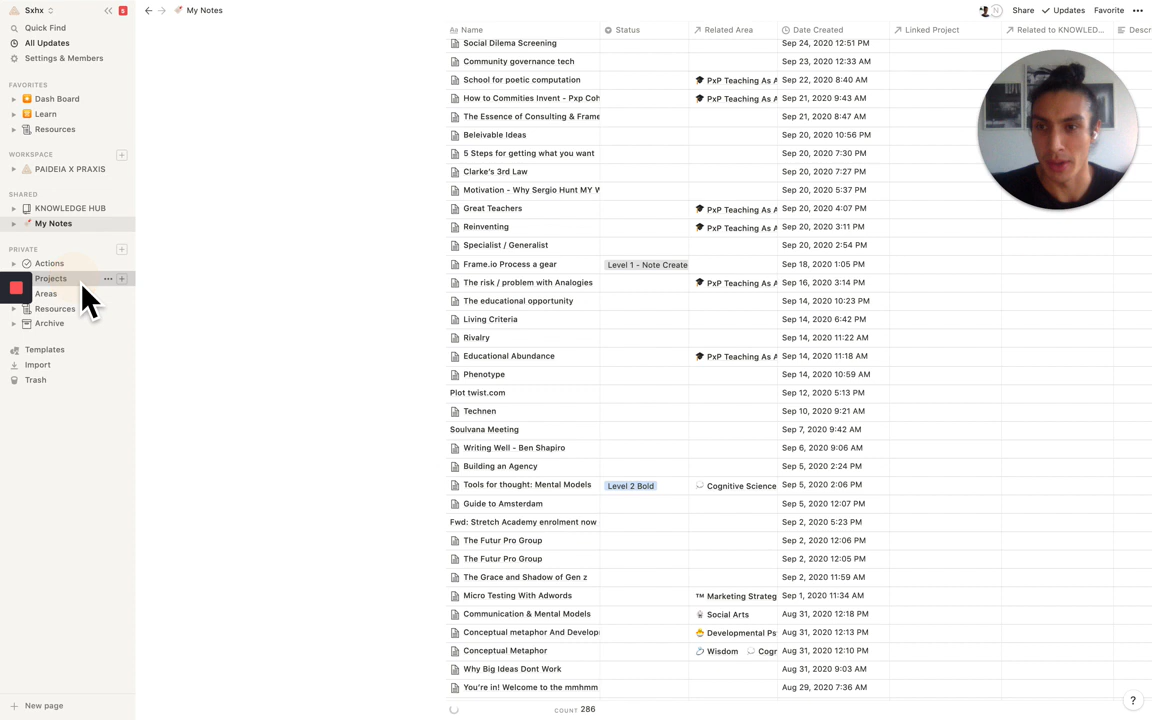 Sxhx
S
Quick Find
All Updates
Settings & Members
FAVORITES
Dash Board
Learn
Resources
WORKSPACE
PAIDEIA X PRAXIS
SHARED
KNOWLEDGE HUB
My Notes
PRIVATE
Actions
Projects
Areas
Resources
Archive
Templates
Import
Trash
New page
My Notes
N Share Updates Favorite
Aa Name Status Related Area Date Created Linked Project Related to KNOWLED... Descr
Social Dilema Screening Sep 24, 2020 12:51 PM
Community governance tech Sep 23, 2020 12:33 AM
School for poetic computation PxP Teaching As A Sep 22, 2020 8:40 AM
How to Commities Invent - Pxp Coh PxP Teaching As A Sep 21, 2020 9:43 AM
The Essence of Consulting & Frame Sep 21, 2020 8:47 AM
Beleivable Ideas Sep 20, 2020 10:56 PM
5 Steps for getting what you want Sep 20, 2020 7:30 PM
Clarke's 3rd Law Sep 20, 2020 7:27 PM
Motivation - Why Sergio Hunt MY W Sep 20, 2020 5:37 PM
Great Teachers PxP Teaching As A Sep 20, 2020 4:07 PM
Reinventing PxP Teaching As A Sep 20, 2020 3:11 PM
Specialist / Generalist Sep 20, 2020 2:54 PM
Frame.io Process a gear Level 1 - Note Create Sep 18, 2020 1:05 PM
The risk / problem with Analogies PxP Teaching As A Sep 16, 2020 3:14 PM
The educational opportunity Sep 14, 2020 10:23 PM
Living Criteria Sep 14, 2020 6:42 PM
Rivalry Sep 14, 2020 11:22 AM
Educational Abundance PxP Teaching As A Sep 14, 2020 11:18 AM
Phenotype Sep 14, 2020 10:59 AM
Plot twist.com Sep 12, 2020 5:13 PM
Technen Sep 10, 2020 9:21 AM
Soulvana Meeting Sep 7, 2020 9:42 AM
Writing Well - Ben Shapiro Sep 6, 2020 9:06 AM
Building an Agency Sep 5, 2020 2:24 PM
Tools for thought: Mental Models Level 2 Bold Cognitive Science Sep 5, 2020 2:06 PM
Guide to Amsterdam Sep 5, 2020 12:07 PM
Fwd: Stretch Academy enrolment now Sep 2, 2020 5:23 PM
The Futur Pro Group Sep 2, 2020 12:06 PM
The Futur Pro Group Sep 2, 2020 12:05 PM
The Grace and Shadow of Gen z Sep 2, 2020 11:59 AM
Micro Testing With Adwords ™ Marketing Strateg Sep 1, 2020 11:34 AM
Communication & Mental Models Social Arts Aug 31, 2020 12:18 PM
Conceptual metaphor And Develop Developmental Ps Aug 31, 2020 12:13 PM
Conceptual Metaphor Wisdom Cogr Aug 31, 2020 12:10 PM
Why Big Ideas Dont Work Aug 31, 2020 9:03 AM
You're in! Welcome to the mmhmm Aug 29, 2020 7:36 AM
COUNT 286
?